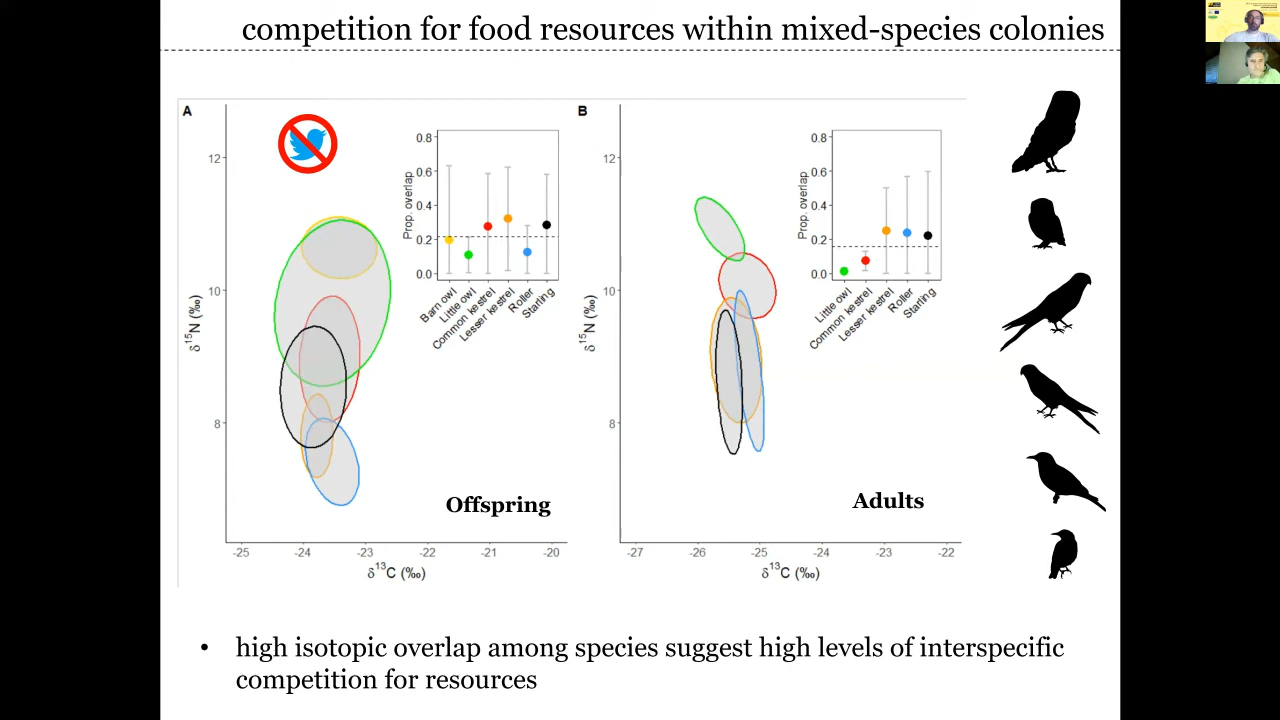 competition for food resources within mixed-species colonies
A
12
10
8
δ¹⁵N (‰)
-25
-24
-23
-22
-21
-20
δ¹³C (‰)
Prop. overlap
0.8
0.6
0.4
0.2
0.0
Barn owl
Little owl
Common kestrel
Lesser kestrel
Roller
Starling
Offspring
B
12
10
8
δ¹⁵N (‰)
-27
-26
-25
-24
-23
-22
δ¹³C (‰)
Prop. overlap
0.8
0.6
0.4
0.2
0.0
Little owl
Common kestrel
Lesser kestrel
Roller
Starling
Adults
• high isotopic overlap among species suggest high levels of interspecific
competition for resources